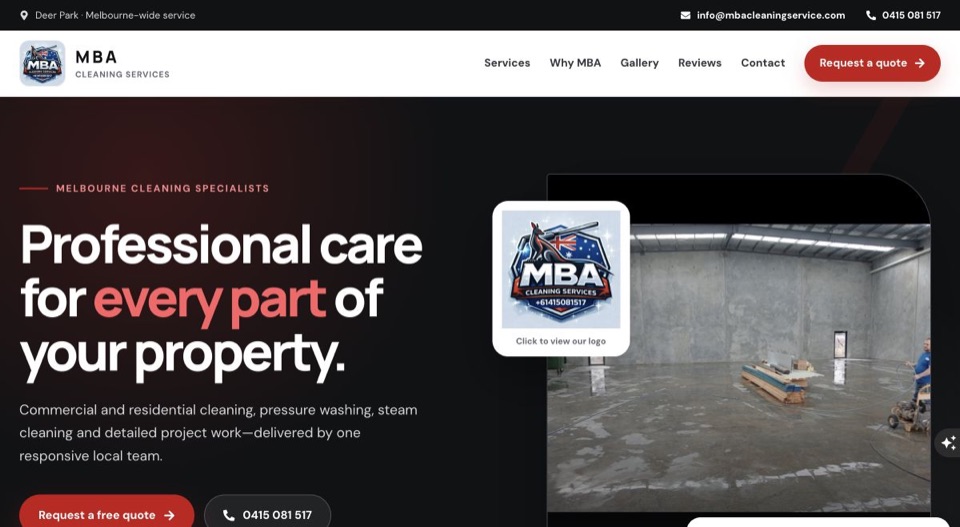 Deer Park · Melbourne-wide service
info@mbacleaningservice.com
0415 081 517
MBA
CLEANING SERVICES
MBA
CLEANING SERVICES
Services
Why MBA
Gallery
Reviews
Contact
Request a quote
MELBOURNE CLEANING SPECIALISTS
Professional care
for every part of
your property.
Commercial and residential cleaning, pressure washing, steam
cleaning and detailed project work—delivered by one
responsive local team.
Request a free quote
0415 081 517
MBA
CLEANING SERVICES
+61415081517
Click to view our logo